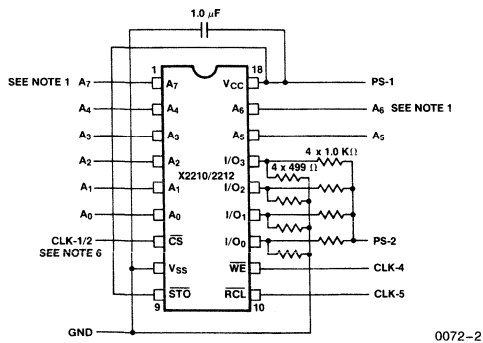 1.0 µF
1
18
SEE NOTE 1 A7
A7
VCC
PS-1
A4
A4
A6
A6 SEE NOTE 1
A3
A3
A5
A5
A2
A2
I/O3
4 x 1.0 KΩ
X2210/2212
4 x 499 Ω
A1
A1
I/O2
A0
A0
I/O1
CLK-1/2
CS
I/O0
PS-2
SEE NOTE 6
VSS
WE
CLK-4
STO
RCL
CLK-5
9
10
GND
0072–2